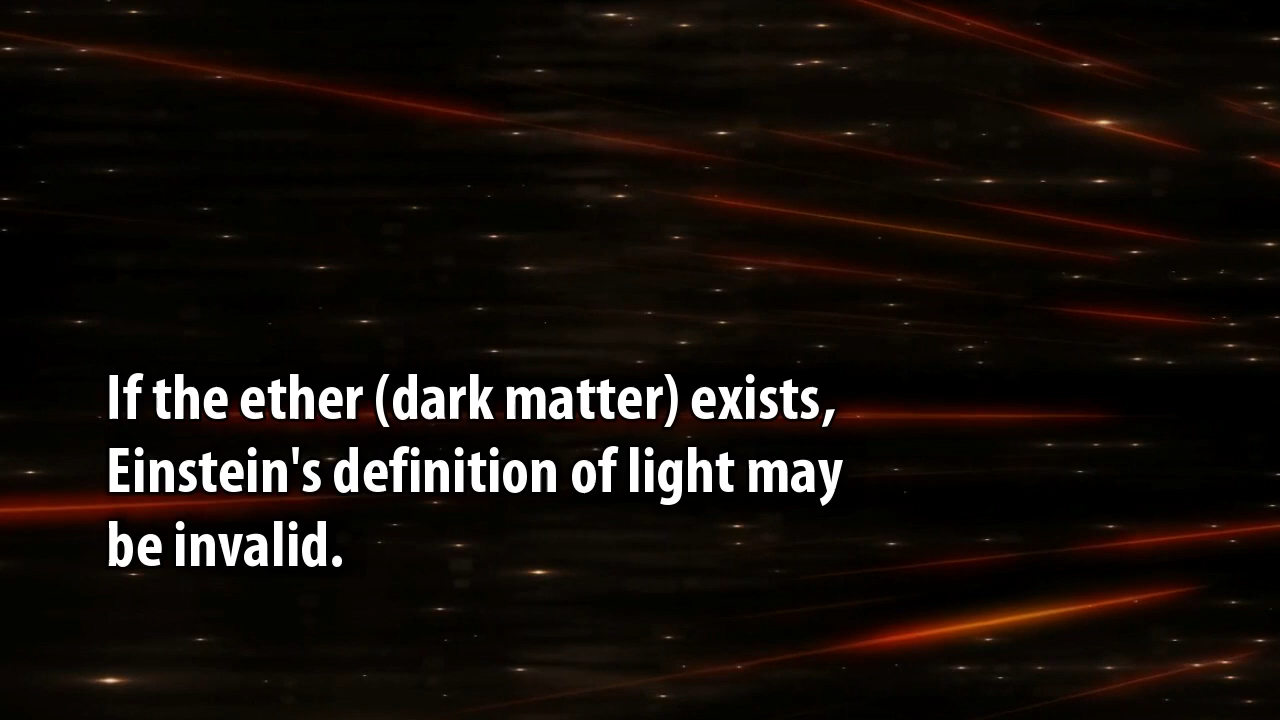 If the ether (dark matter) exists,
Einstein's definition of light may
be invalid.